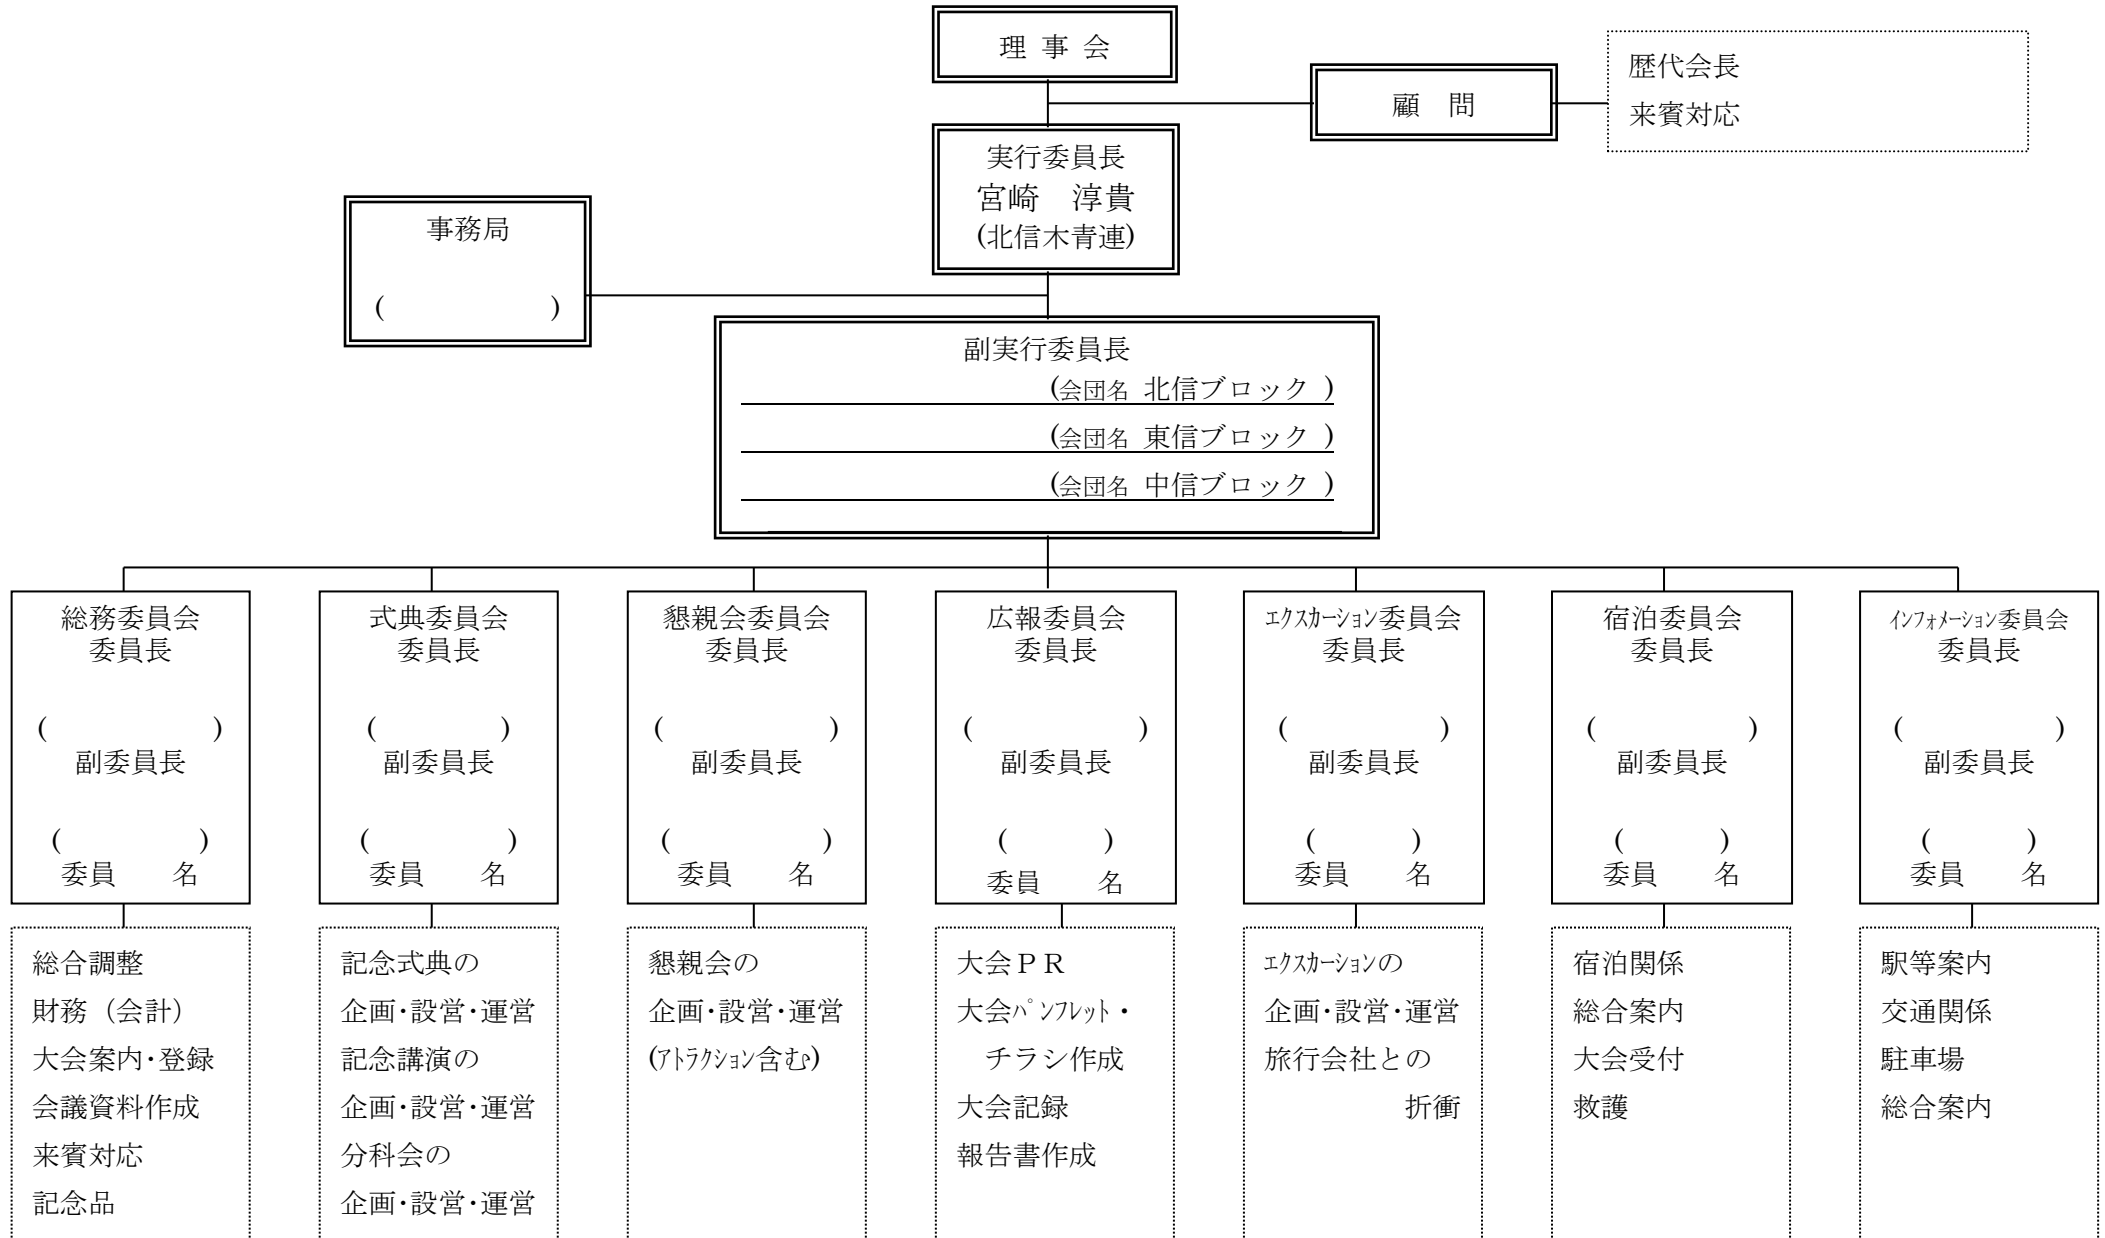 理 事 会
顧　問
歴代会長
来賓対応
実行委員長
宮崎　淳貴
(北信木青連)
事務局
(　　　　　　)
副実行委員長
(会団名 北信ブロック )
(会団名 東信ブロック )
(会団名 中信ブロック )
総務委員会
委員長
(　　　　　　)
副委員長
(　　　　　)
委員　　名
式典委員会
委員長
(　　　　　)
副委員長
(　　　　　)
委員　　名
懇親会委員会
委員長
(　　　　　　)
副委員長
(　　　　　)
委員　　名
広報委員会
委員長
(　　　　　　)
副委員長
(　　　)
委員　　名
ｴｸｽｶｰｼｮﾝ委員会
委員長
(　　　　　)
副委員長
(　　　)
委員　　名
宿泊委員会
委員長
(　　　　　)
副委員長
(　　　)
委員　　名
ｲﾝﾌｫﾒｰｼｮﾝ委員会
委員長
(　　　　　)
副委員長
(　　　)
委員　　名
総合調整
財務（会計）
大会案内･登録
会議資料作成
来賓対応
記念品
記念式典の
企画･設営･運営
記念講演の
企画･設営･運営
分科会の
企画･設営･運営
懇親会の
企画･設営･運営
(ｱﾄﾗｸｼｮﾝ含む)
大会ＰＲ
大会ﾊﾟﾝﾌﾚｯﾄ・
チラシ作成
大会記録
報告書作成
ｴｸｽｶｰｼｮﾝの
企画･設営･運営
旅行会社との
折衝
宿泊関係
総合案内
大会受付
救護
駅等案内
交通関係
駐車場
総合案内